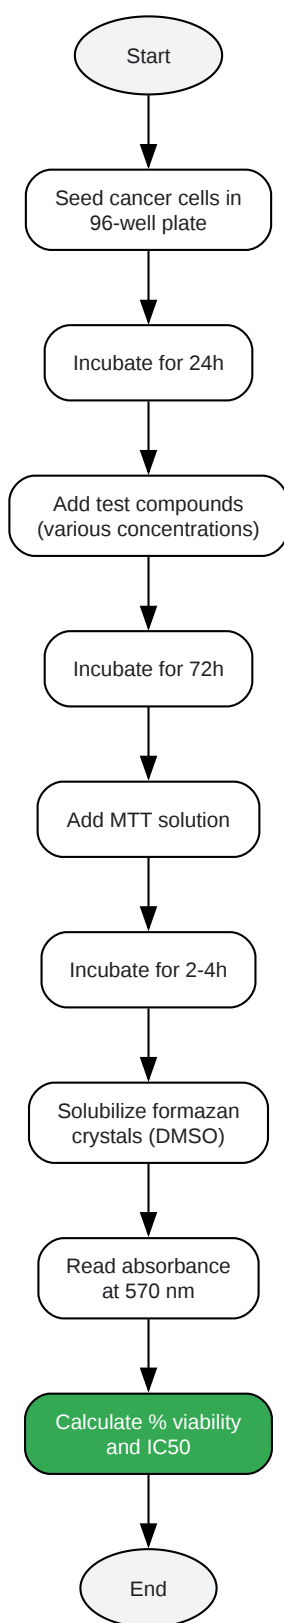 Start
Seed cancer cells in
96-well plate
Incubate for 24h
Add test compounds
(various concentrations)
Incubate for 72h
Add MTT solution
Incubate for 2-4h
Solubilize formazan
crystals (DMSO)
Read absorbance
at 570 nm
Calculate % viability
and IC50
End